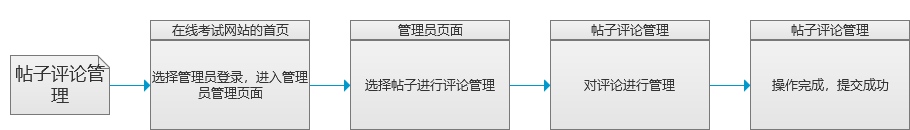 帖子评论管
理
在线考试网站的首页
选择管理员登录，进入管理
员管理页面
管理员页面
选择帖子进行评论管理
帖子评论管理
对评论进行管理
帖子评论管理
操作完成，提交成功